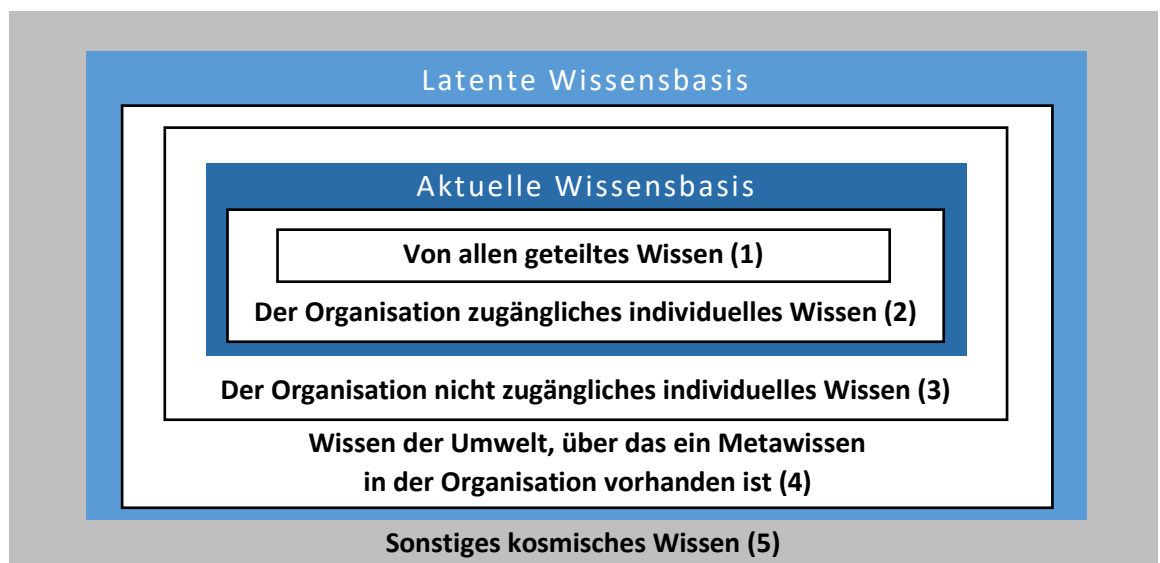 Latente Wissensbasis
Aktuelle Wissensbasis
Von allen geteiltes Wissen (1)
Der Organisation zugängliches individuelles Wissen (2)
Der Organisation nicht zugängliches individuelles Wissen (3)
Wissen der Umwelt, über das ein Metawissen
in der Organisation vorhanden ist (4)
Sonstiges kosmisches Wissen (5)